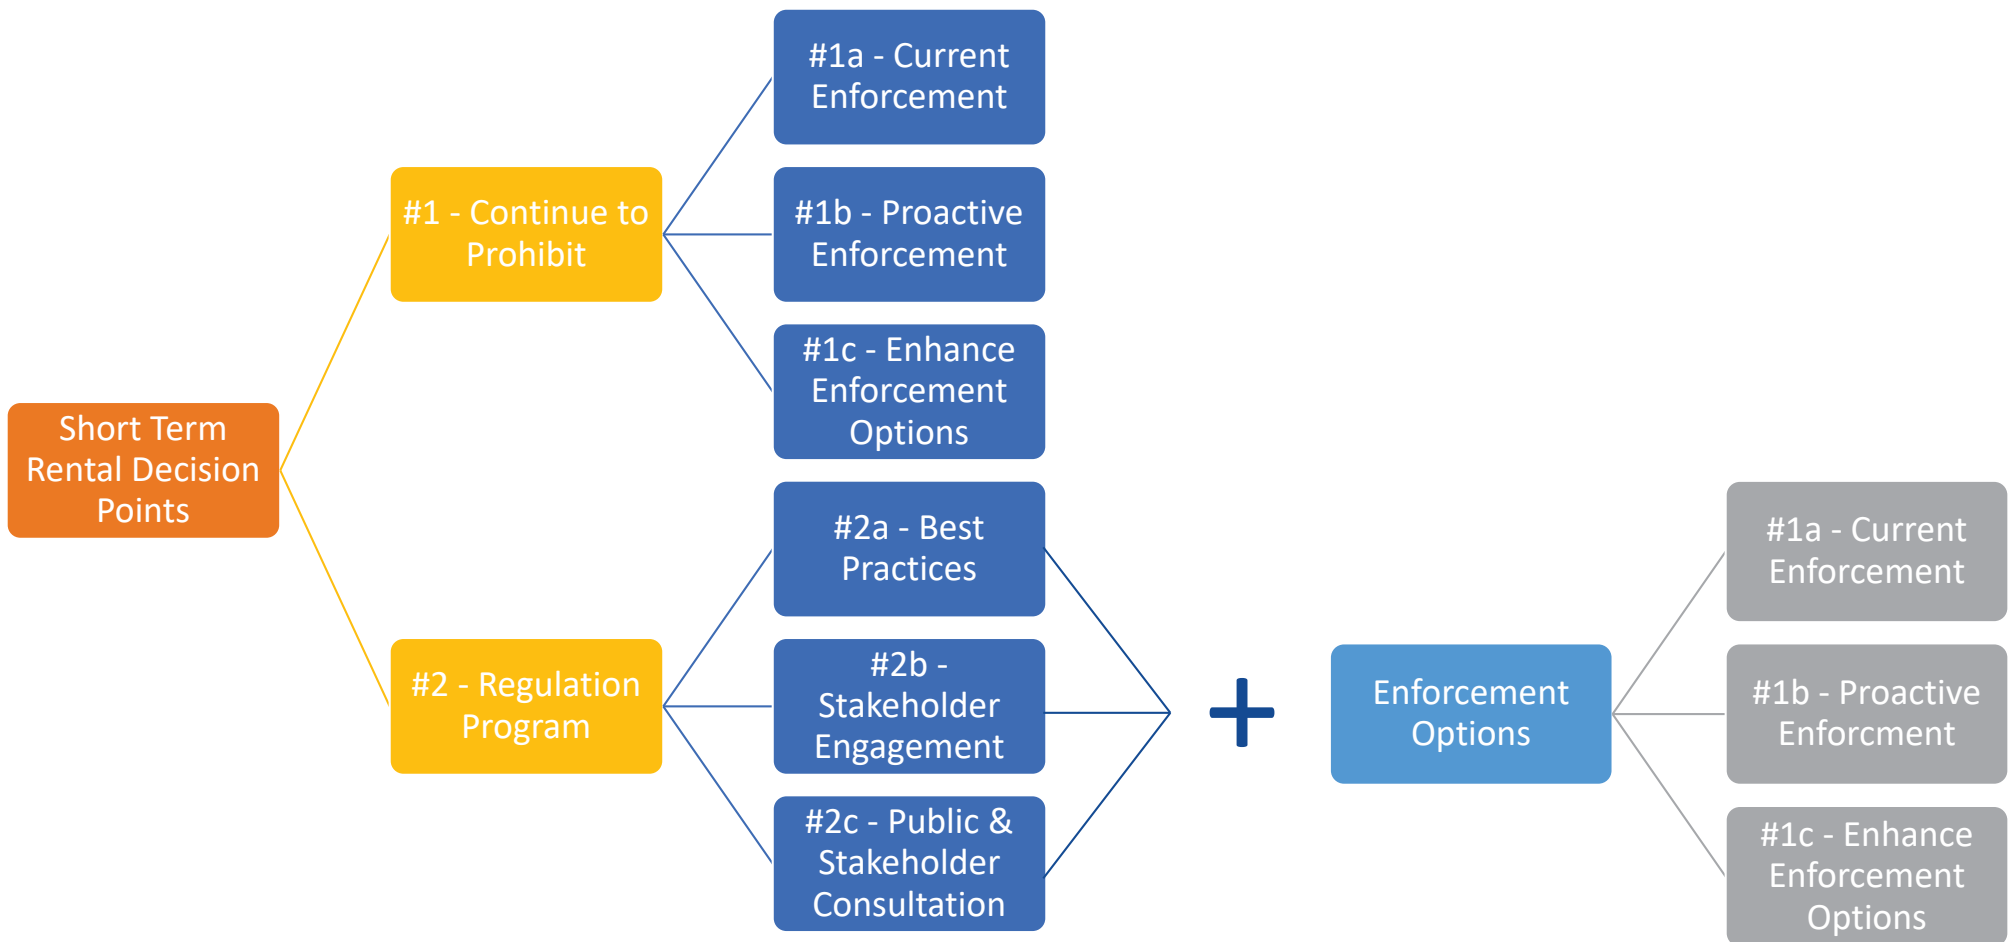 Short Term
Rental Decision
Points
#1 - Continue to
Prohibit
#1a - Current
Enforcement
#1b - Proactive
Enforcement
#1c - Enhance
Enforcement
Options
#2 - Regulation
Program
#2a - Best
Practices
#2b -
Stakeholder
Engagement
#2c - Public &
Stakeholder
Consultation
+
Enforcement
Options
#1a - Current
Enforcement
#1b - Proactive
Enforcment
#1c - Enhance
Enforcement
Options